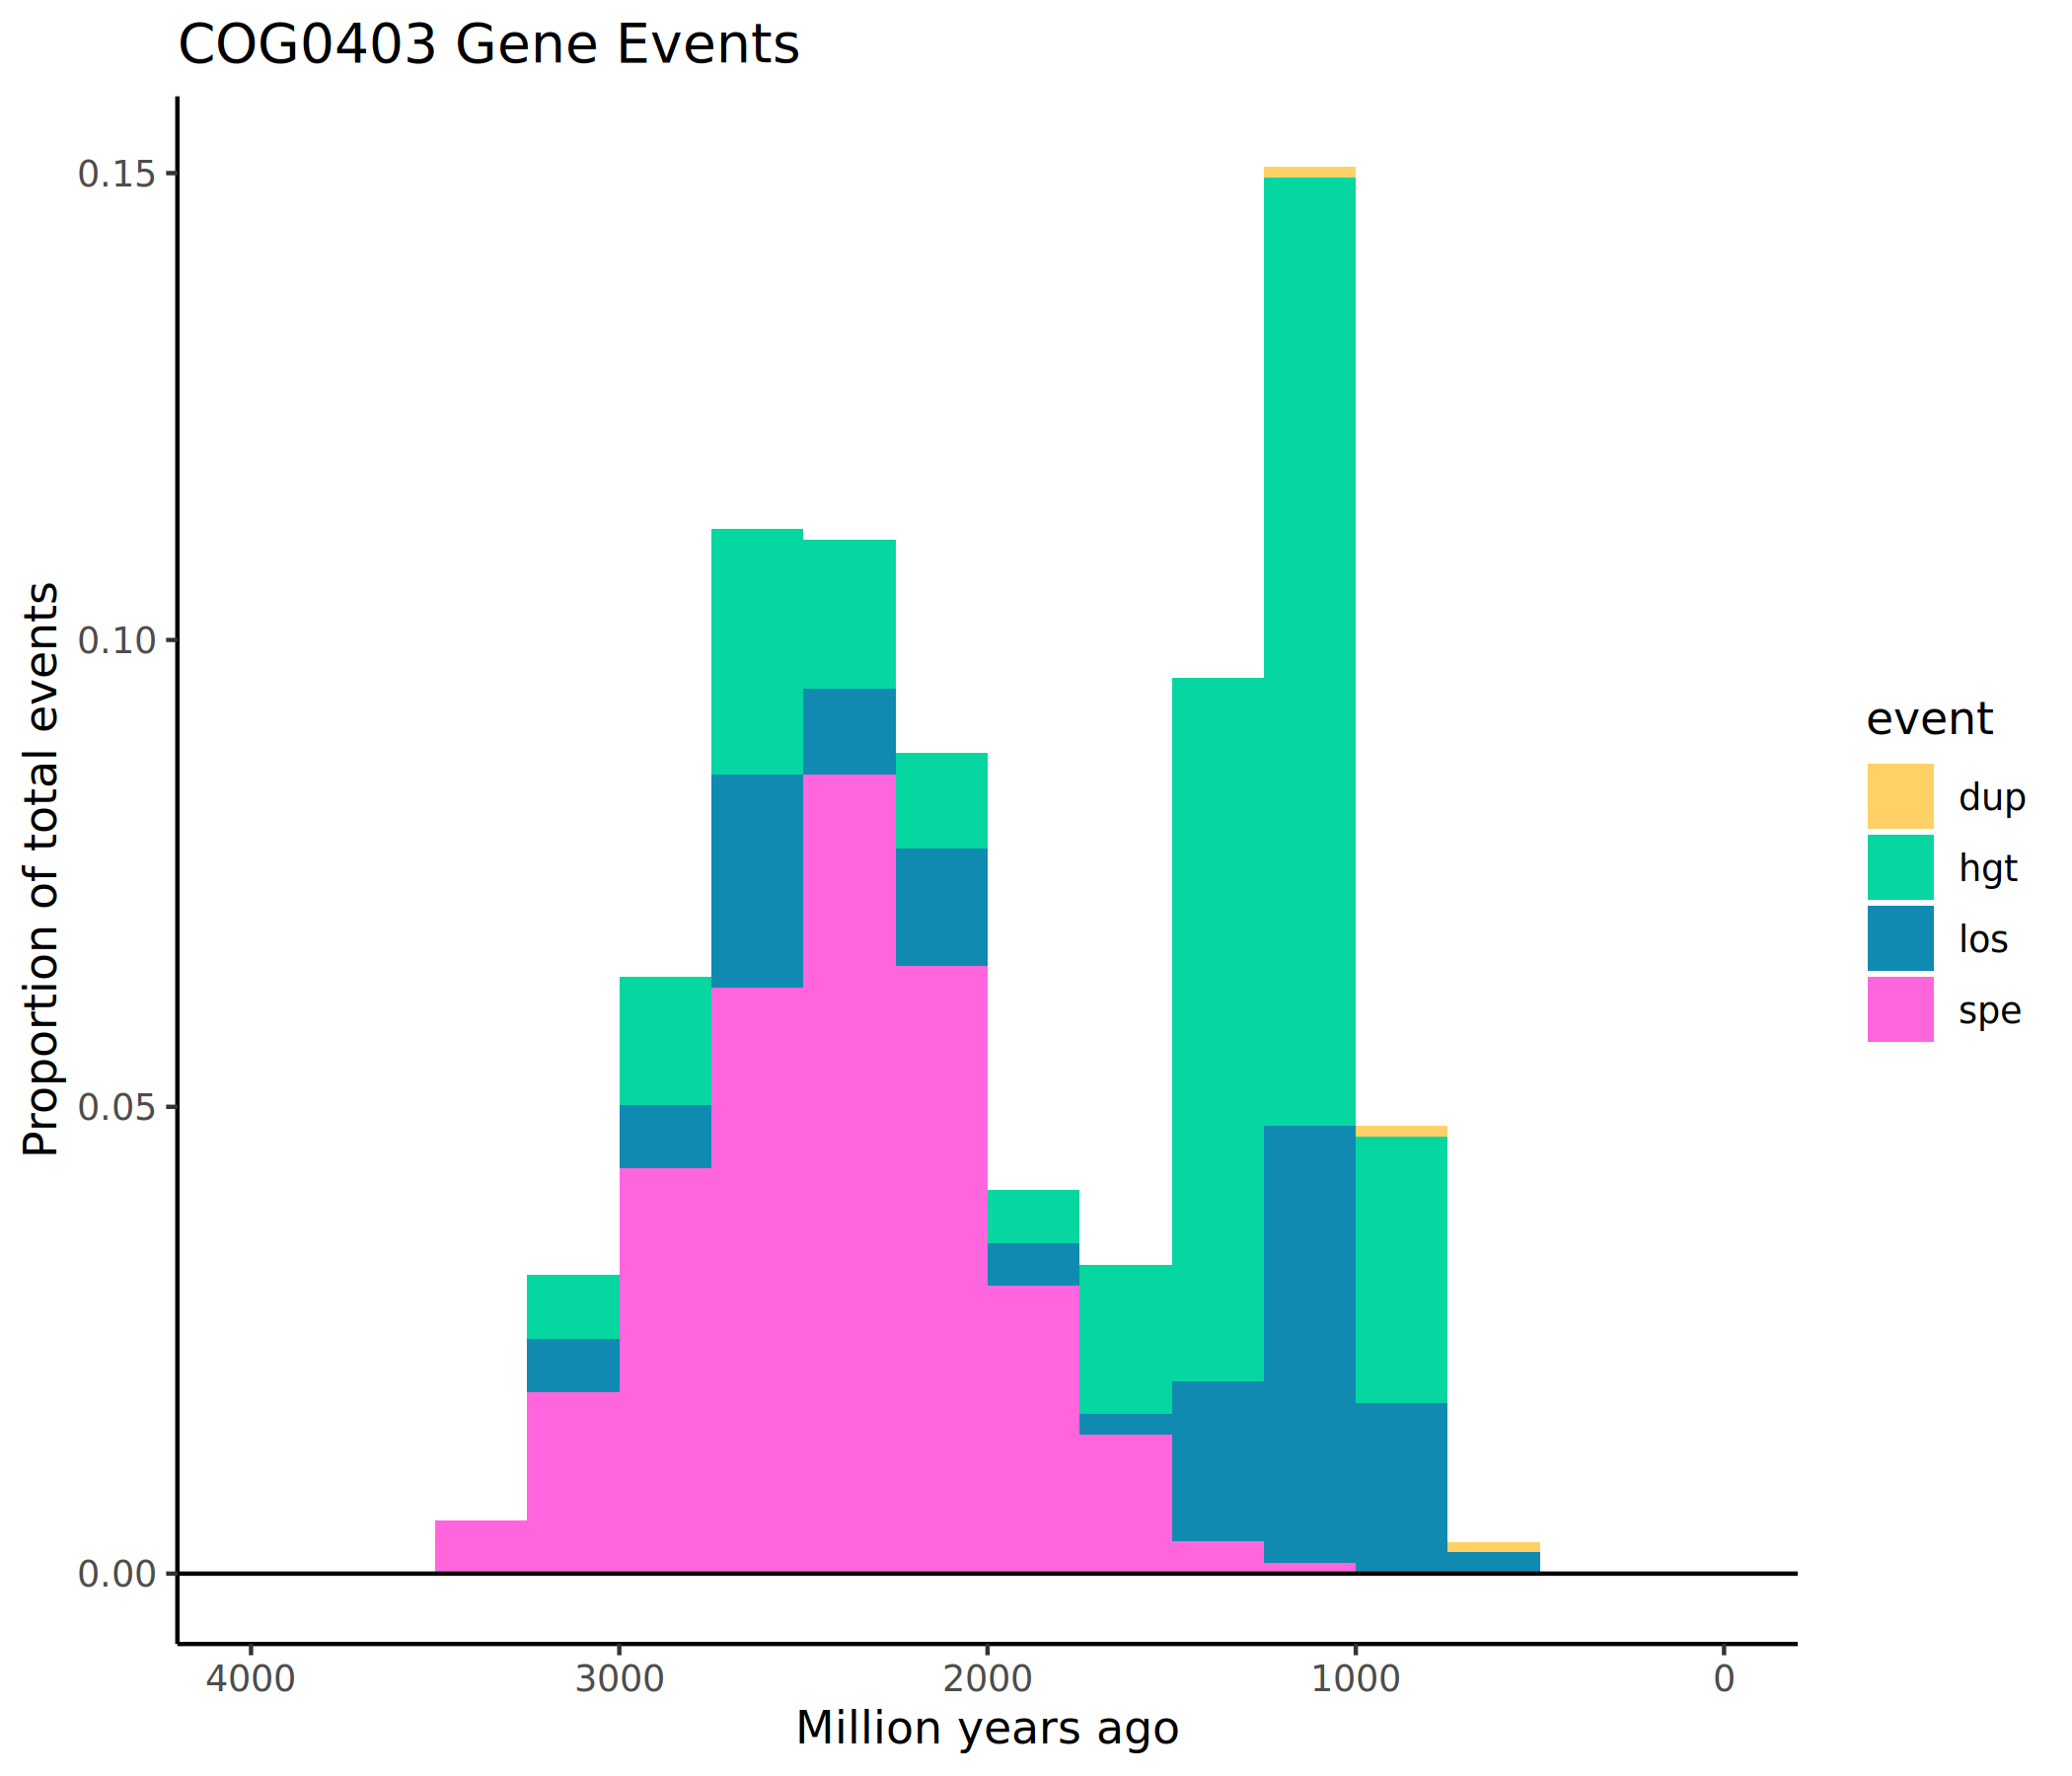 COG0403 Gene Events
Proportion of total events
0.15
0.10
0.05
0.00
4000
3000
2000
1000
0
Million years ago
event
dup
hgt
los
spe